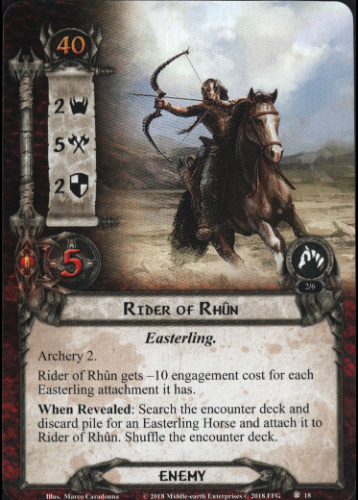 40
2
5
2
5
2/6
RIDER OF RHÛN
Easterling.
Archery 2.
Rider of Rhûn gets –10 engagement cost for each
Easterling attachment it has.
When Revealed: Search the encounter deck and
discard pile for an Easterling Horse and attach it to
Rider of Rhûn. Shuffle the encounter deck.
ENEMY
Illus. Marco Caradonna © 2018 Middle-earth Enterprises © 2018 FFG 18